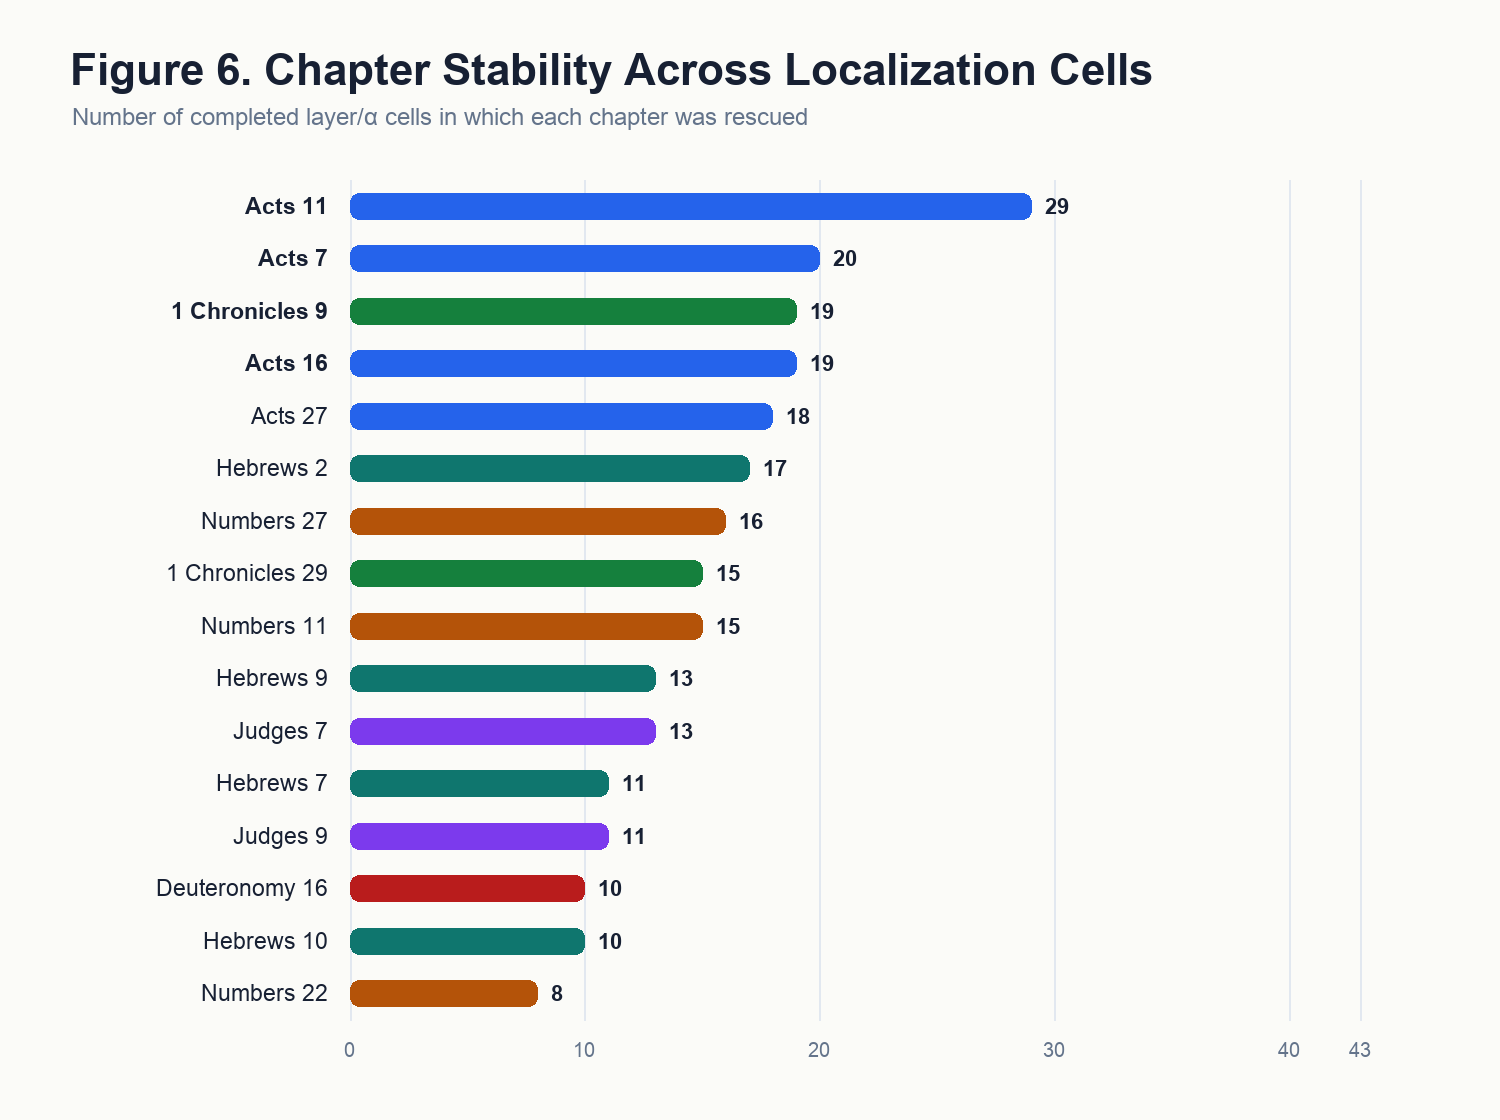 Figure 6. Chapter Stability Across Localization Cells
Number of completed layer/α cells in which each chapter was rescued
Acts 11 29
Acts 7 20
1 Chronicles 9 19
Acts 16 19
Acts 27 18
Hebrews 2 17
Numbers 27 16
1 Chronicles 29 15
Numbers 11 15
Hebrews 9 13
Judges 7 13
Hebrews 7 11
Judges 9 11
Deuteronomy 16 10
Hebrews 10 10
Numbers 22 8
0 10 20 30 40 43